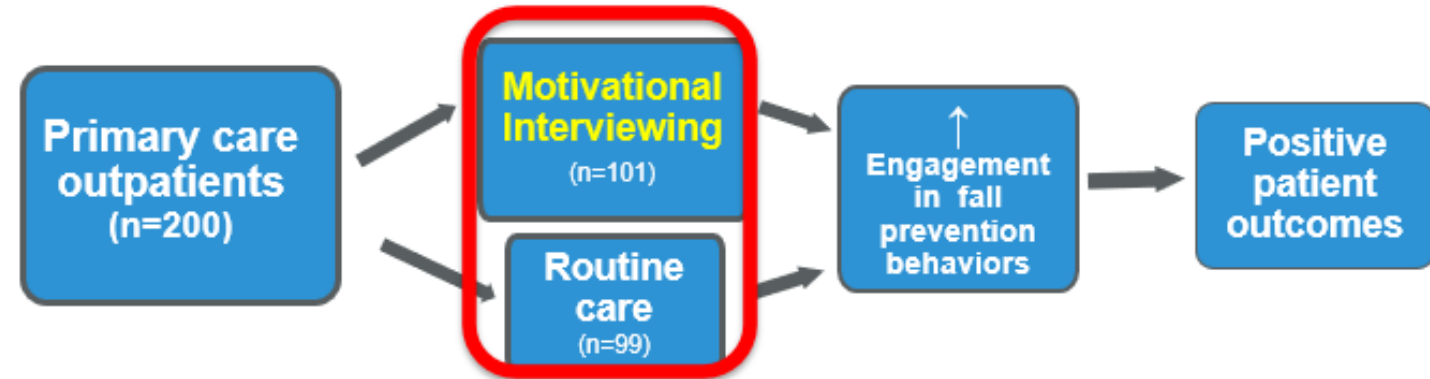 Primary care
outpatients
(n=200)
Motivational
Interviewing
(n=101)
Routine
care
(n=99)
↑
Engagement
in fall
prevention
behaviors
Positive
patient
outcomes